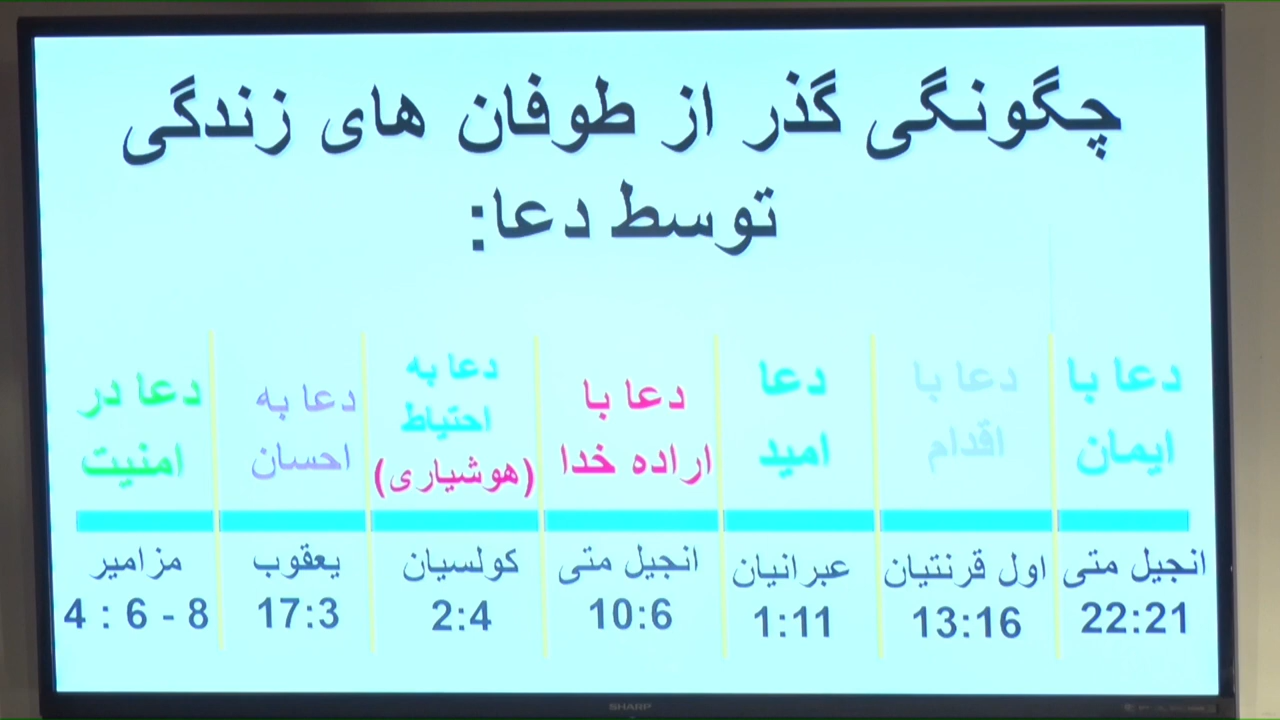 چگونگی گذر از طوفان های زندگی
توسط دعا:
دعا با
ایمان
دعا با
اقدام
دعا
امید
دعا با
اراده خدا
دعا به
احتیاط
(هوشیاری)
دعا به
احسان
دعا در
امنیت
انجیل متی
22:21
اول قرنتیان
13:16
عبرانیان
1:11
انجیل متی
10:6
کولسیان
2:4
یعقوب
17:3
مزامیر
4 : 6 - 8
SHARP